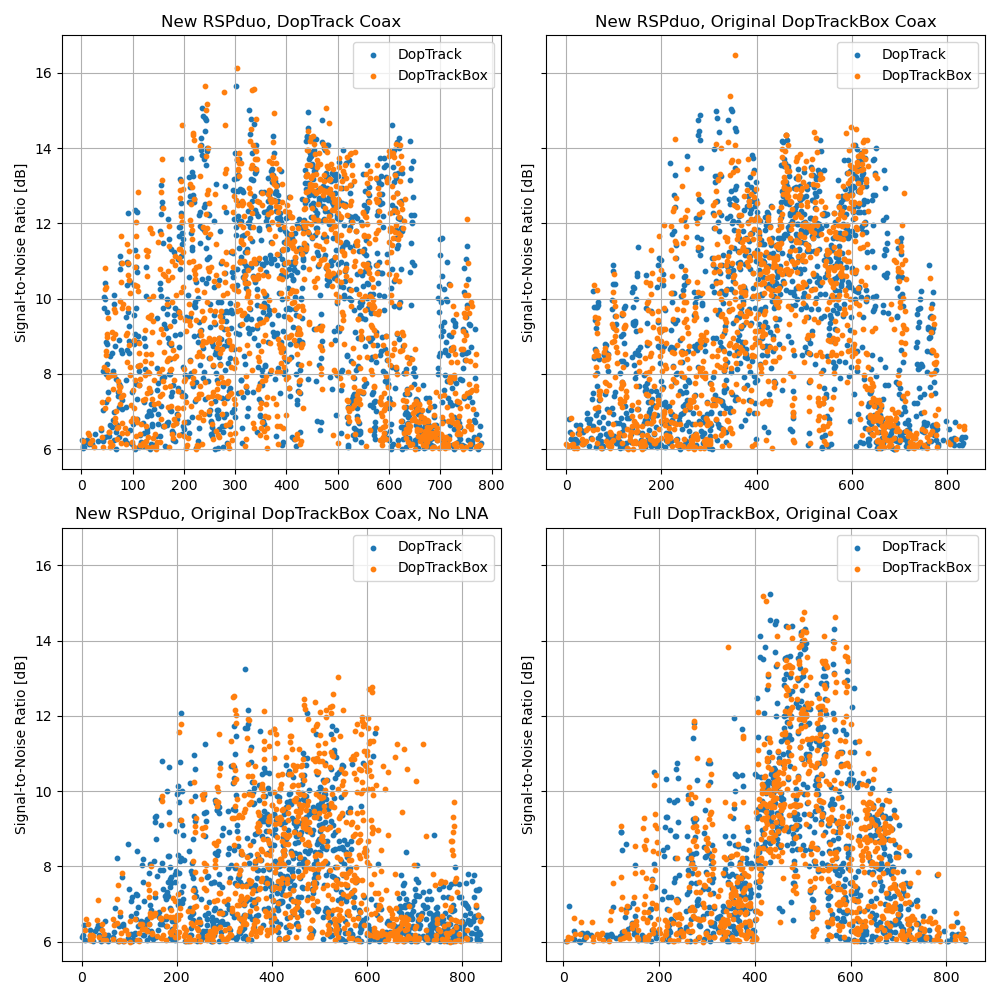 New RSPduo, DopTrack Coax
Signal-to-Noise Ratio [dB]
16
14
12
10
8
6
DopTrack
DopTrackBox
0 100 200 300 400 500 600 700 800
New RSPduo, Original DopTrackBox Coax
Signal-to-Noise Ratio [dB]
DopTrack
DopTrackBox
0 200 400 600 800
New RSPduo, Original DopTrackBox Coax, No LNA
Signal-to-Noise Ratio [dB]
16
14
12
10
8
6
DopTrack
DopTrackBox
0 200 400 600 800
Full DopTrackBox, Original Coax
Signal-to-Noise Ratio [dB]
DopTrack
DopTrackBox
0 200 400 600 800